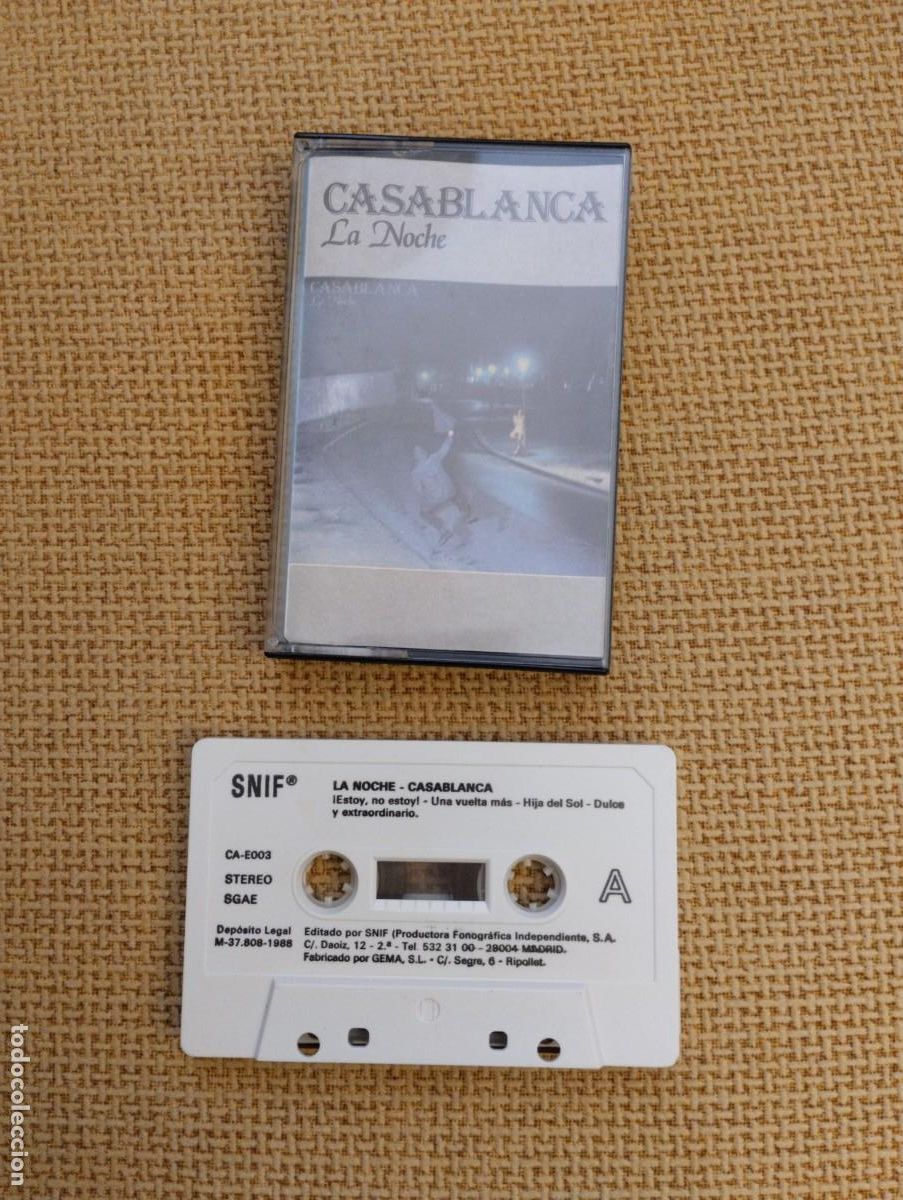 CASABLANCA
La Noche
CASABLANCA
La Noche
SNIF®
LA NOCHE - CASABLANCA
¡Estoy, no estoy! - Una vuelta más - Hija del Sol - Dulce
y extraordinario.
CA-E003
STEREO
SGAE
A
Depósito Legal
M-37.808-1988
Editado por SNIF (Productora Fonográfica Independiente, S.A.
C/. Daoiz, 12 - 2.ª - Tel. 532 31 00 - 28004 MADRID.
Fabricado por GEMA, S.L. - C/. Segre, 6 - Ripollet.
todocoleccion